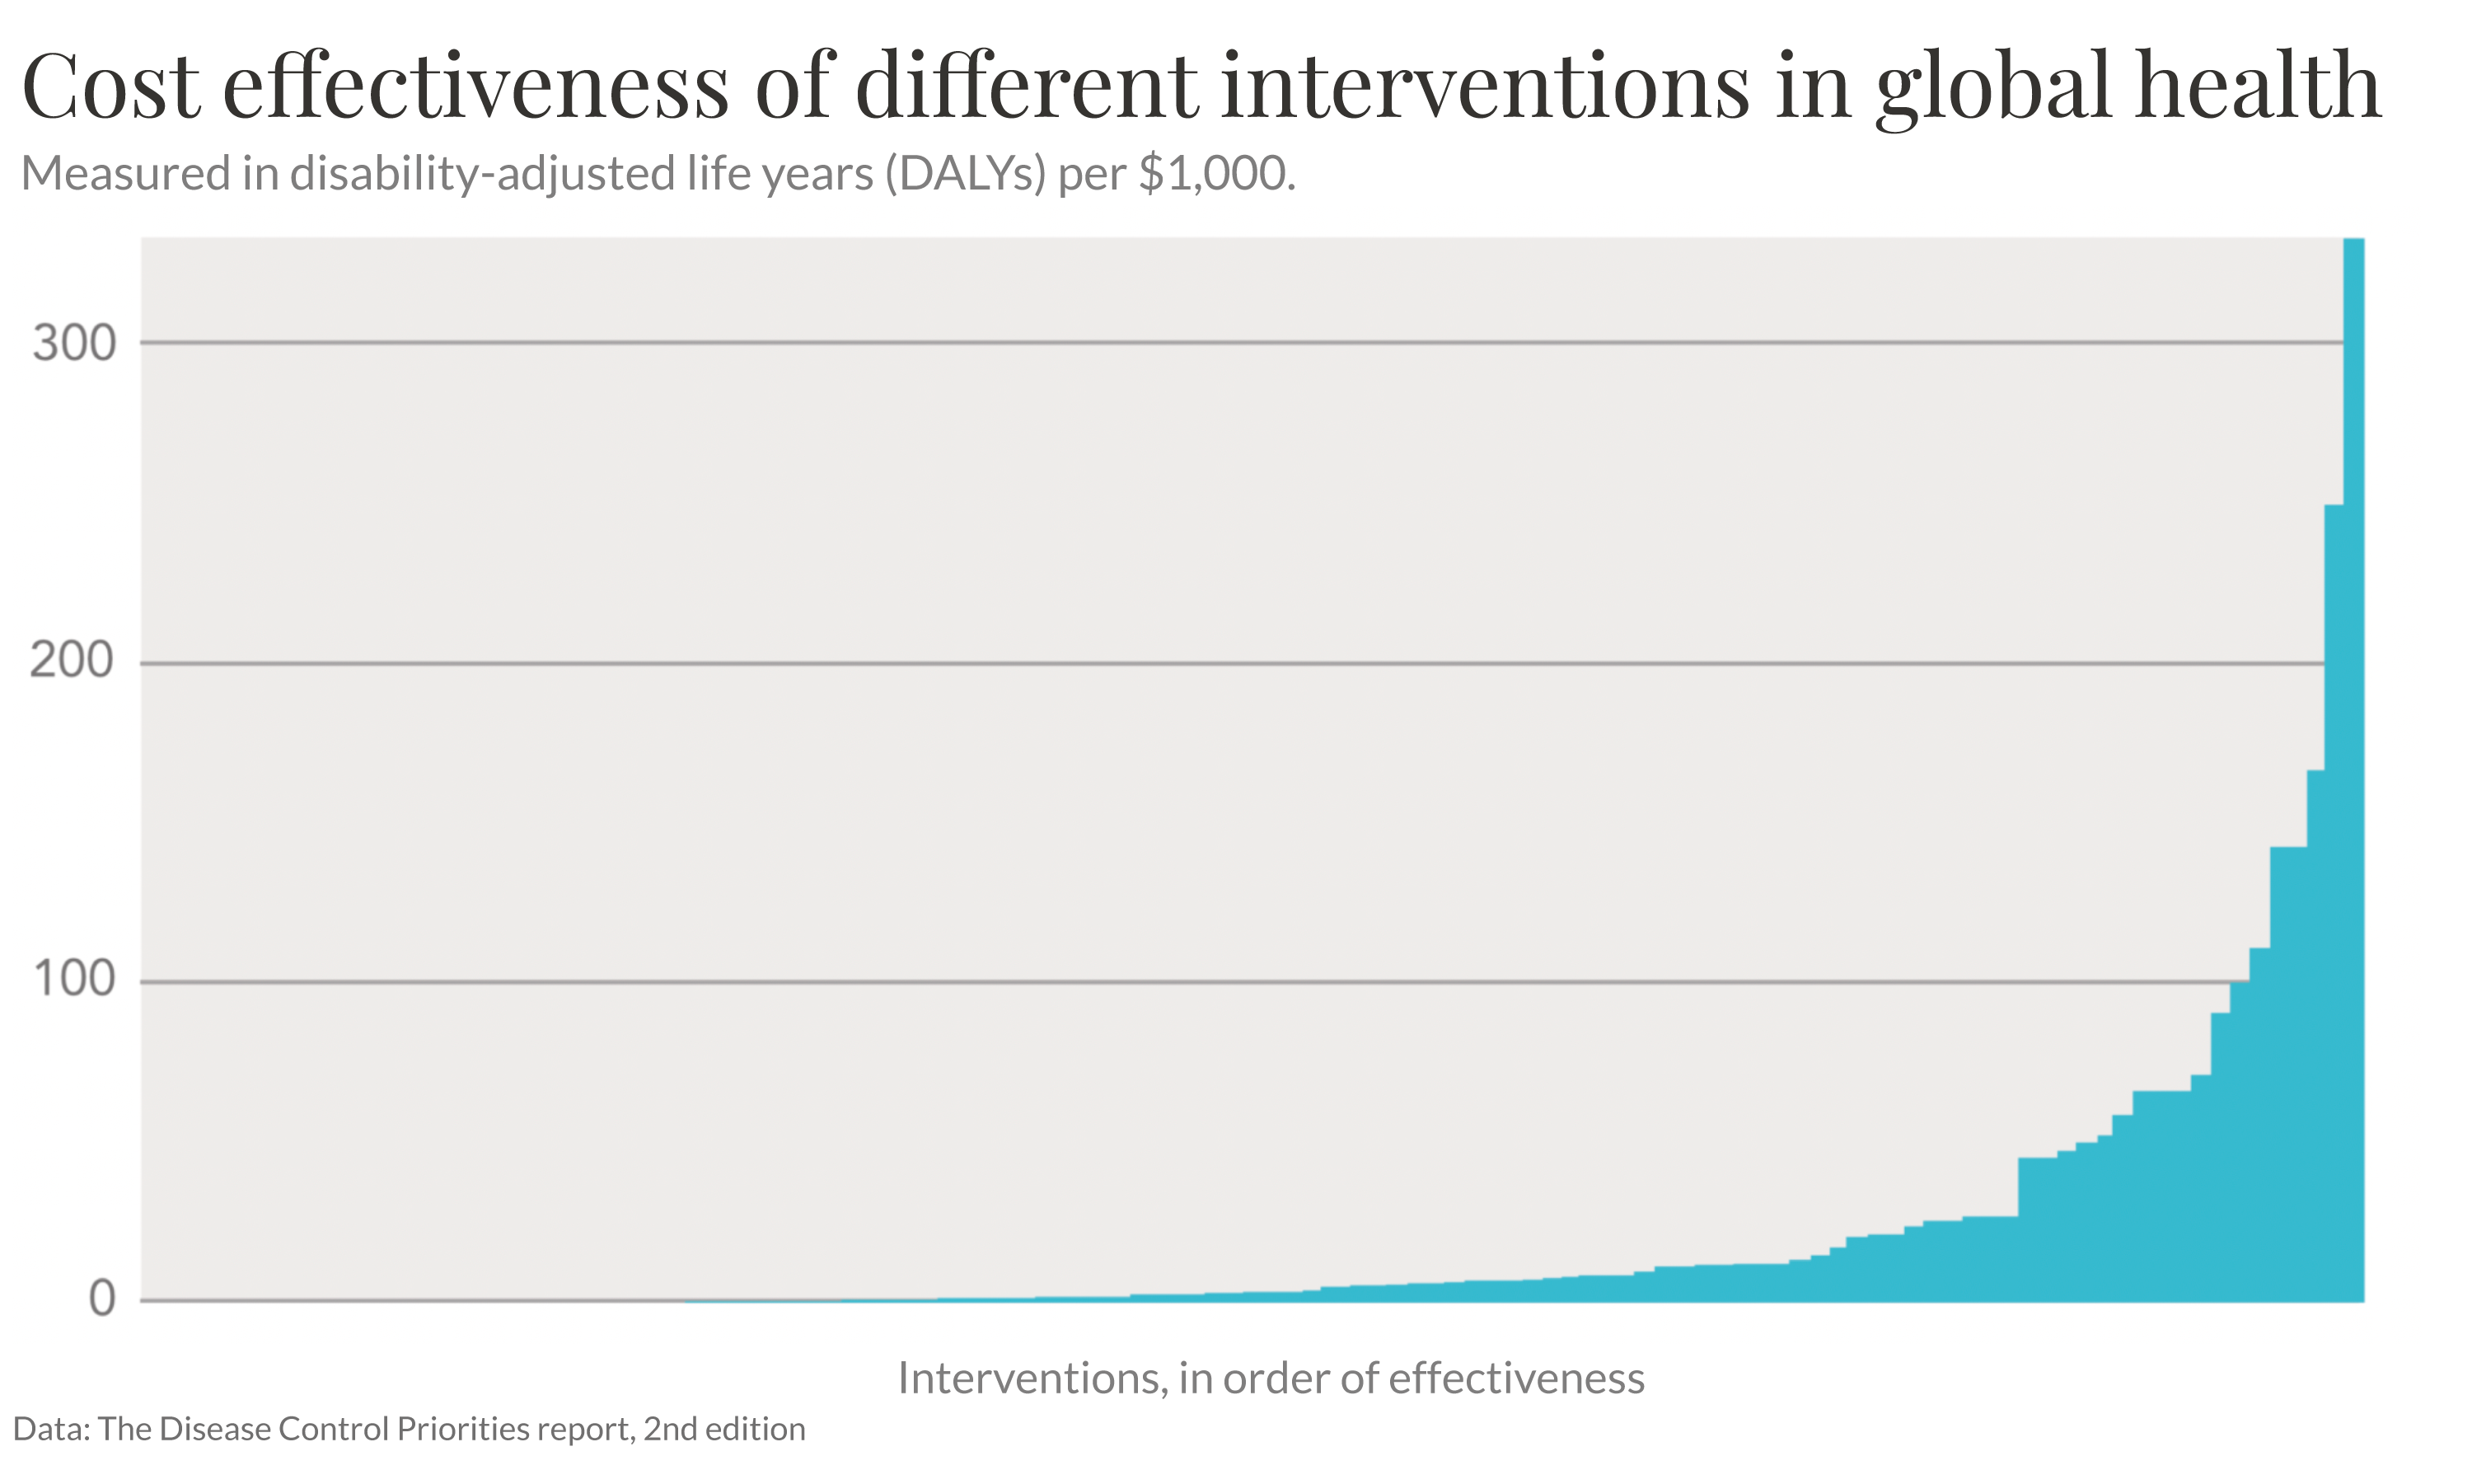 Cost effectiveness of different interventions in global health
Measured in disability-adjusted life years (DALYs) per $1,000.
300
200
100
0
Interventions, in order of effectiveness
Data: The Disease Control Priorities report, 2nd edition